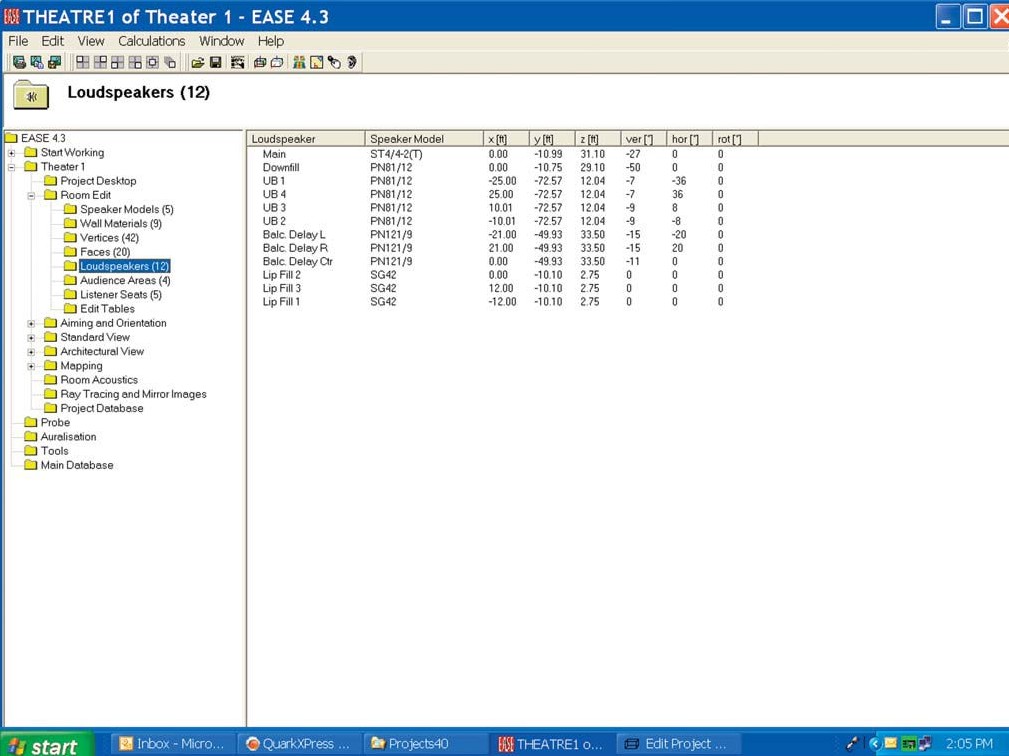 THEATRE1 of Theater 1 - EASE 4.3
File Edit View Calculations Window Help
Loudspeakers (12)
EASE 4.3
Start Working
Theater 1
Project Desktop
Room Edit
Speaker Models (5)
Wall Materials (9)
Vertices (42)
Faces (20)
Loudspeakers (12)
Audience Areas (4)
Listener Seats (5)
Edit Tables
Aiming and Orientation
Standard View
Architectural View
Mapping
Room Acoustics
Ray Tracing and Mirror Images
Project Database
Probe
Auralisation
Tools
Main Database
Loudspeaker Speaker Model x [ft] y [ft] z [ft] ver [°] hor [°] rot [°]
Main ST4/4-2(T) 0.00 -10.99 31.10 -27 0 0
Downfill PN81/12 0.00 -10.75 29.10 -50 0 0
UB 1 PN81/12 -25.00 -72.57 12.04 -7 -36 0
UB 4 PN81/12 25.00 -72.57 12.04 -7 36 0
UB 3 PN81/12 10.01 -72.57 12.04 -9 8 0
UB 2 PN81/12 -10.01 -72.57 12.04 -9 -8 0
Balc. Delay L PN121/9 -21.00 -49.93 33.50 -15 -20 0
Balc. Delay R PN121/9 21.00 -49.93 33.50 -15 20 0
Balc. Delay Ctr PN121/9 0.00 -49.93 33.50 -11 0 0
Lip Fill 2 SG42 0.00 -10.10 2.75 0 0 0
Lip Fill 3 SG42 12.00 -10.10 2.75 0 0 0
Lip Fill 1 SG42 -12.00 -10.10 2.75 0 0 0
start Inbox - Micro... QuarkXPress ... Projects40 THEATRE1 o... Edit Project ... 2:05 PM